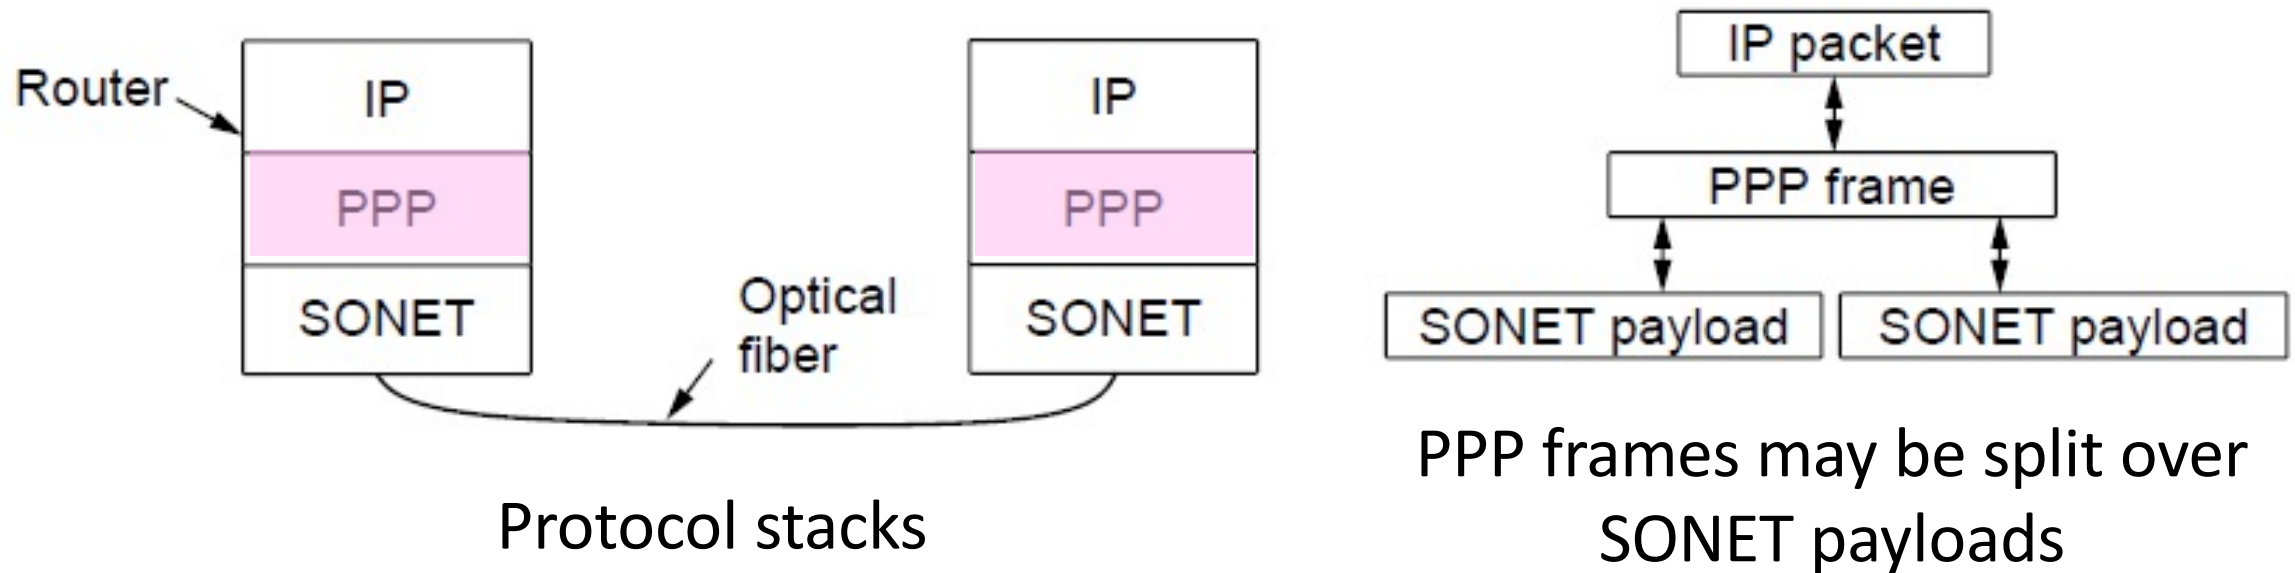 Router
IP
PPP
SONET
Optical
fiber
IP
PPP
SONET
Protocol stacks
IP packet
PPP frame
SONET payload
SONET payload
PPP frames may be split over
SONET payloads